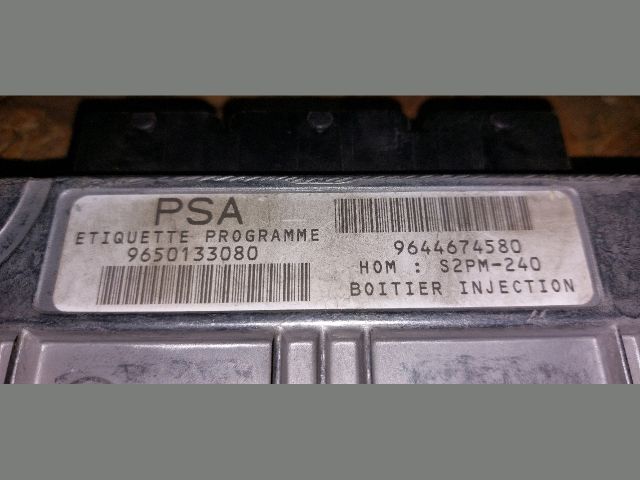 PSA
ETIQUETTE PROGRAMME
9650133080
9644674580
HOM : S2PM-240
BOITIER INJECTION